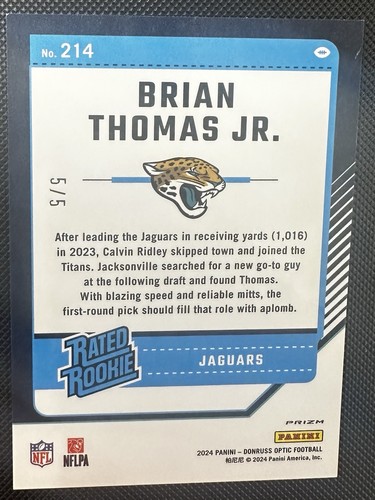 No. 214
BRIAN
THOMAS JR.
5/5
After leading the Jaguars in receiving yards (1,016)
in 2023, Calvin Ridley skipped town and joined the
Titans. Jacksonville searched for a new go-to guy
at the following draft and found Thomas.
With blazing speed and reliable mitts, the
first-round pick should fill that role with aplomb.
RATED
ROOKIE
JAGUARS
PRIZM
PANINI
NFL
NFLPA
2024 PANINI – DONRUSS OPTIC FOOTBALL
帕尼尼 © 2024 Panini America, Inc.